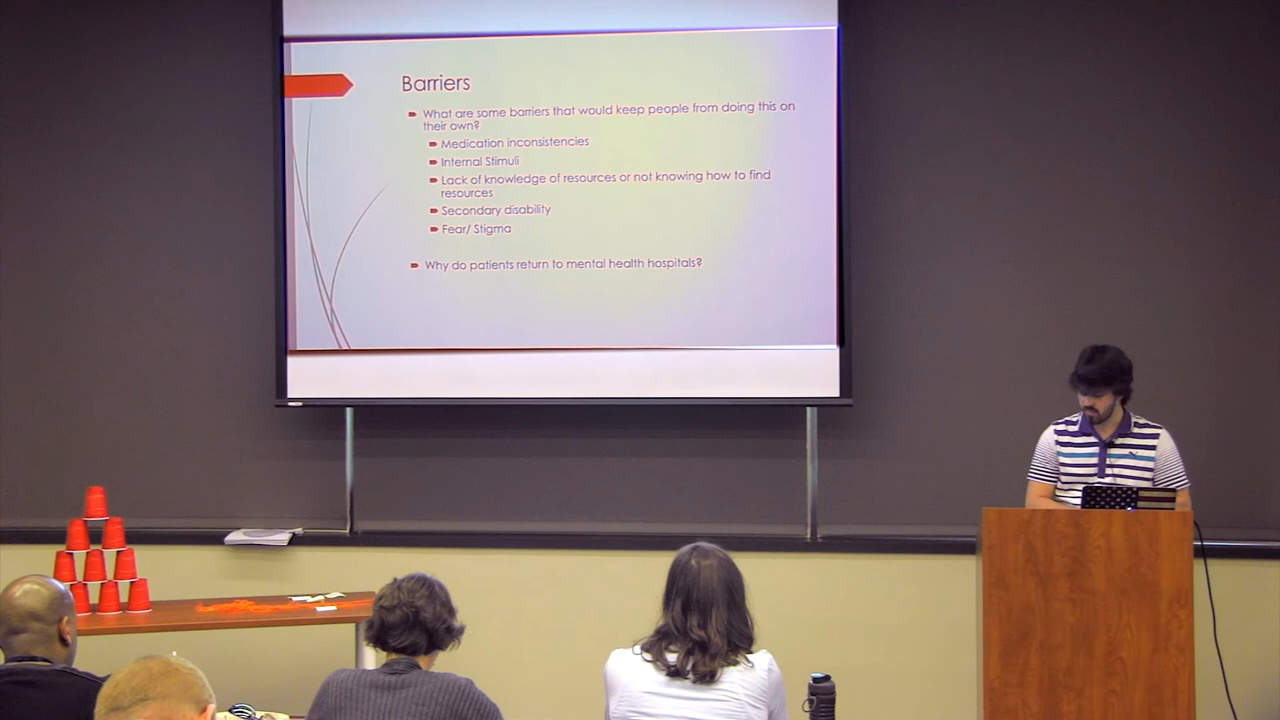 Barriers
What are some barriers that would keep people from doing this on
their own?
Medication inconsistencies
Internal Stimuli
Lack of knowledge of resources or not knowing how to find
resources
Secondary disability
Fear/ Stigma
Why do patients return to mental health hospitals?